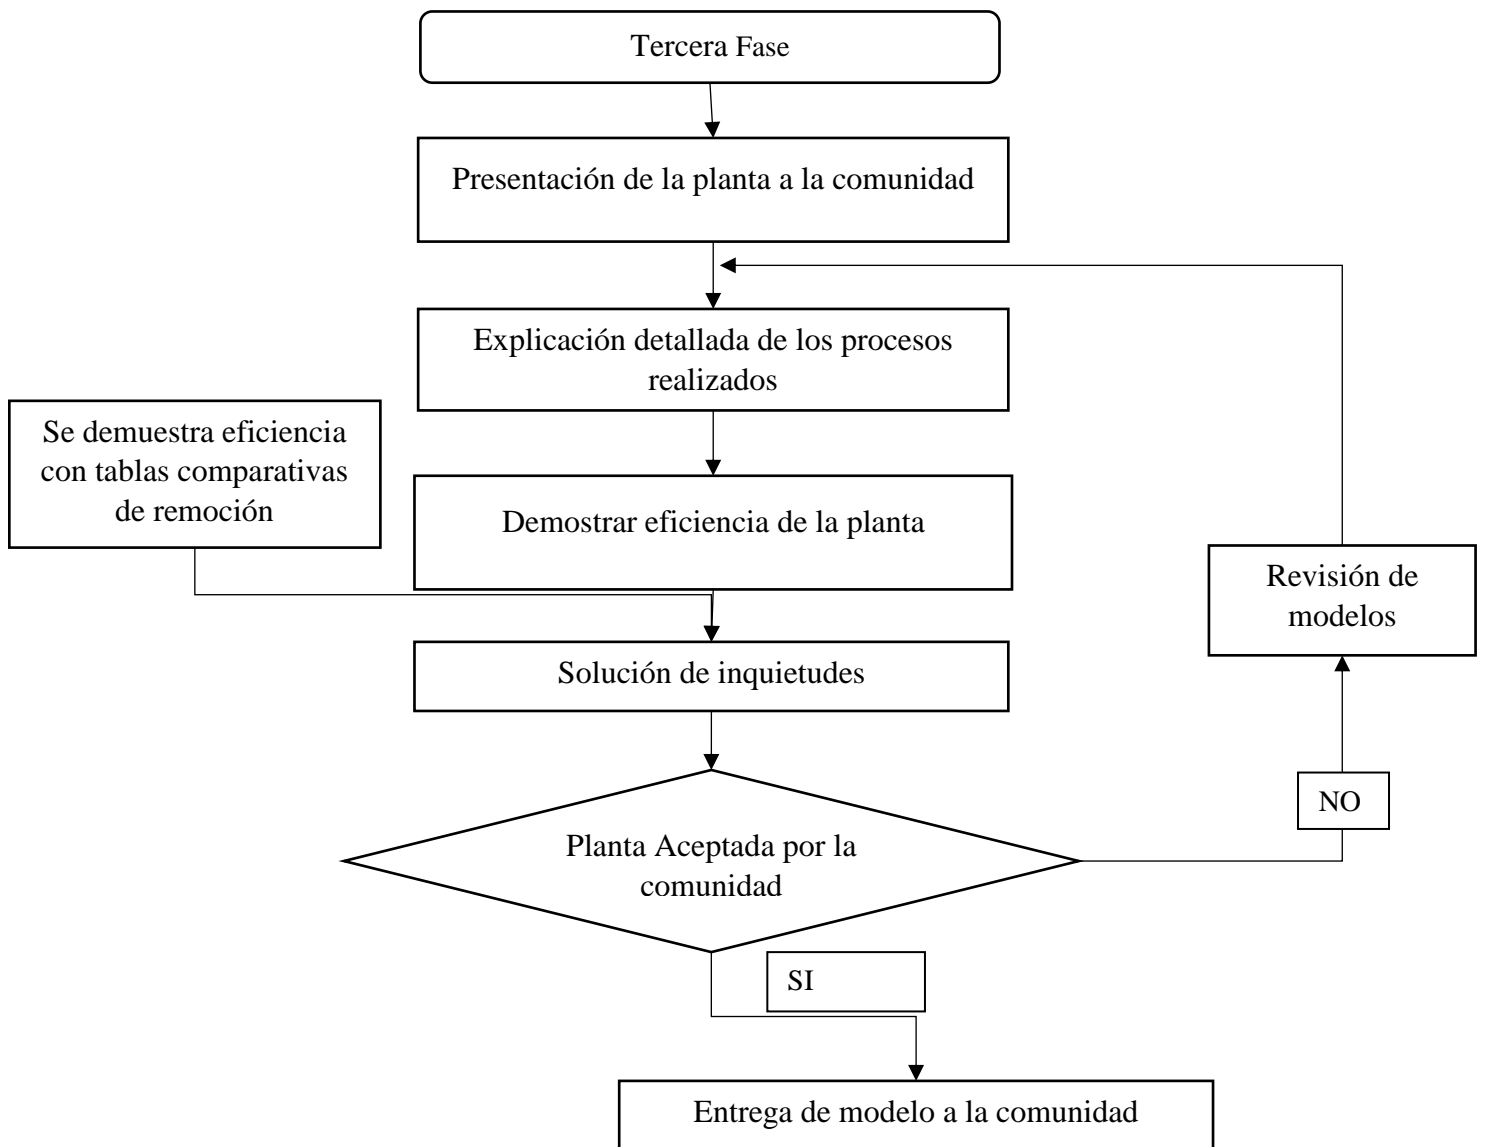 Tercera Fase
Presentación de la planta a la comunidad
Explicación detallada de los procesos
realizados
Se demuestra eficiencia
con tablas comparativas
de remoción
Demostrar eficiencia de la planta
Revisión de
modelos
Solución de inquietudes
NO
Planta Aceptada por la
comunidad
SI
Entrega de modelo a la comunidad